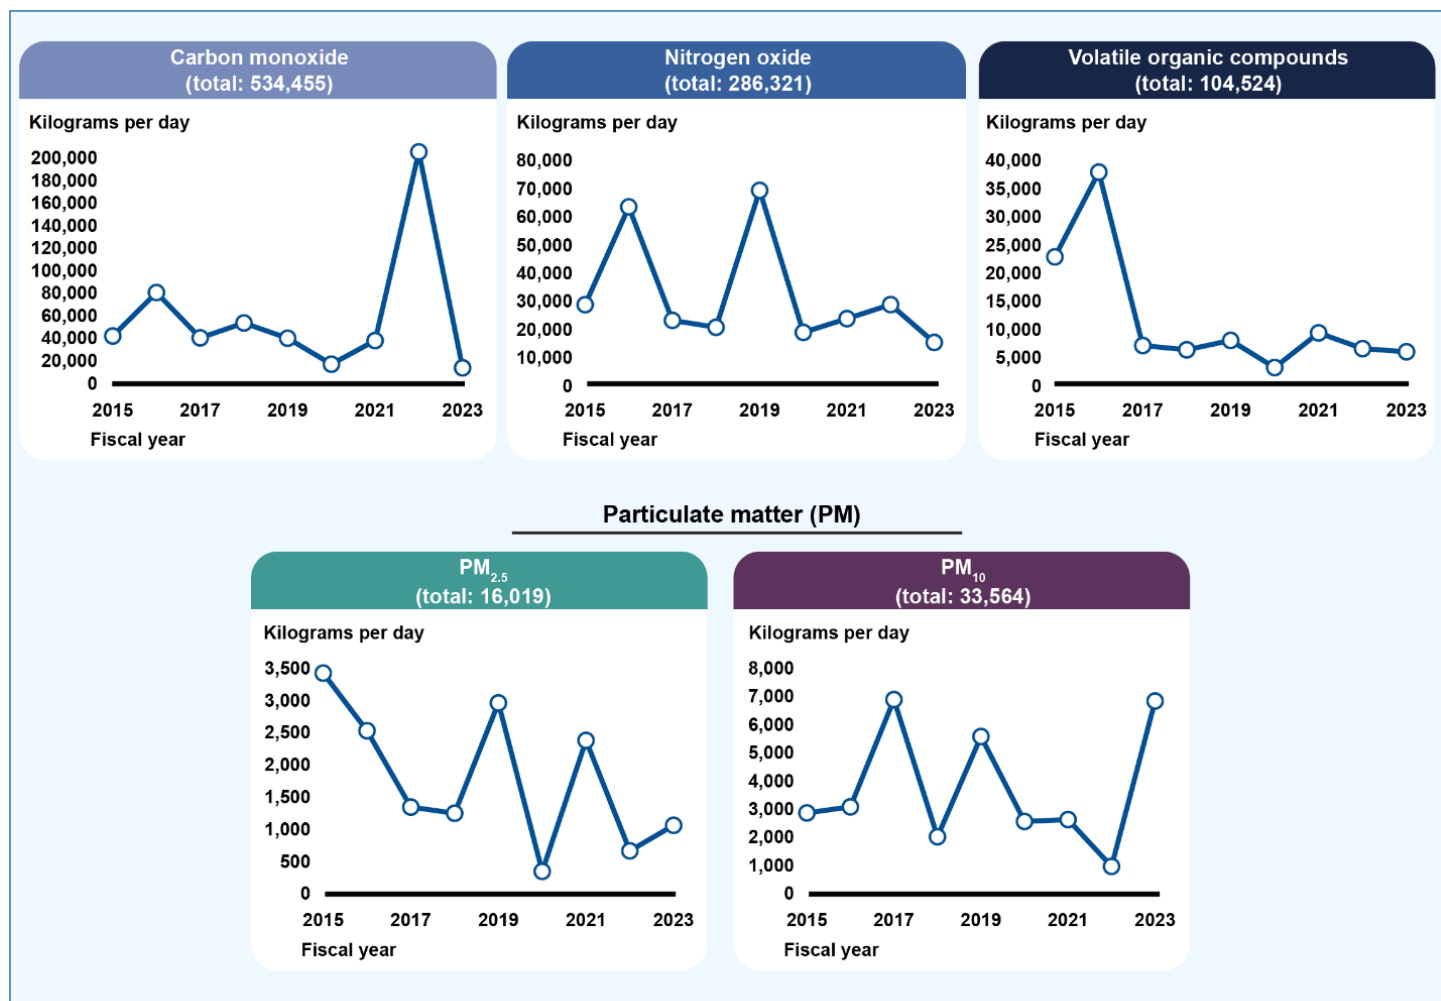 Carbon monoxide
(total: 534,455)
Kilograms per day
200,000
180,000
160,000
140,000
120,000
100,000
80,000
60,000
40,000
20,000
0
2015 2017 2019 2021 2023
Fiscal year
Nitrogen oxide
(total: 286,321)
Kilograms per day
80,000
70,000
60,000
50,000
40,000
30,000
20,000
10,000
0
2015 2017 2019 2021 2023
Fiscal year
Volatile organic compounds
(total: 104,524)
Kilograms per day
40,000
35,000
30,000
25,000
20,000
15,000
10,000
5,000
0
2015 2017 2019 2021 2023
Fiscal year
Particulate matter (PM)
PM2.5
(total: 16,019)
Kilograms per day
3,500
3,000
2,500
2,000
1,500
1,000
500
0
2015 2017 2019 2021 2023
Fiscal year
PM10
(total: 33,564)
Kilograms per day
8,000
7,000
6,000
5,000
4,000
3,000
2,000
1,000
0
2015 2017 2019 2021 2023
Fiscal year